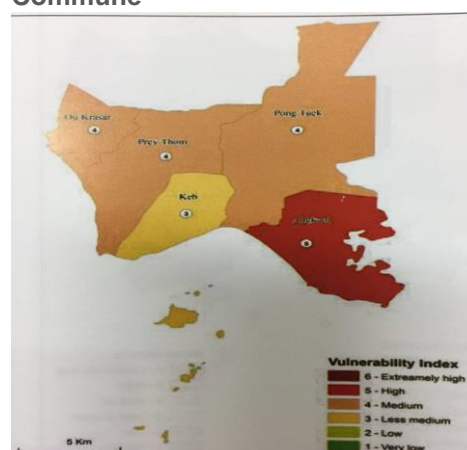 Commune
Ou Krasar
4
Pong Tuek
4
Prey Thom
4
Keb
3
Vulnerability Index
6 - Extreamely high
5 - High
4 - Medium
3 - Less medium
2 - Low
1 - Very low
5 Km